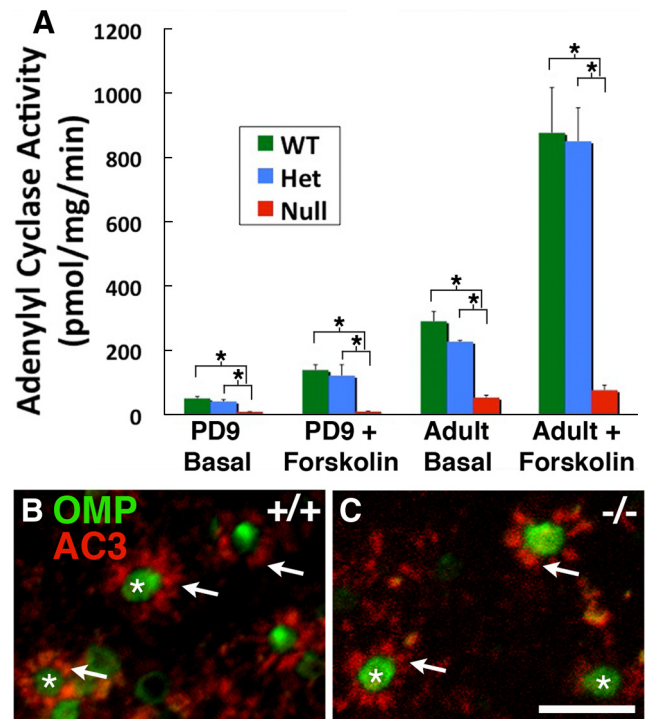 A
Adenylyl Cyclase Activity
(pmol/mg/min)
1200
1000
800
600
400
200
0
WT
Het
Null
*
*
*
*
*
*
*
*
PD9
Basal
PD9 +
Forskolin
Adult
Basal
Adult +
Forskolin
B OMP +/+
AC3
*
*
C -/-
*
*